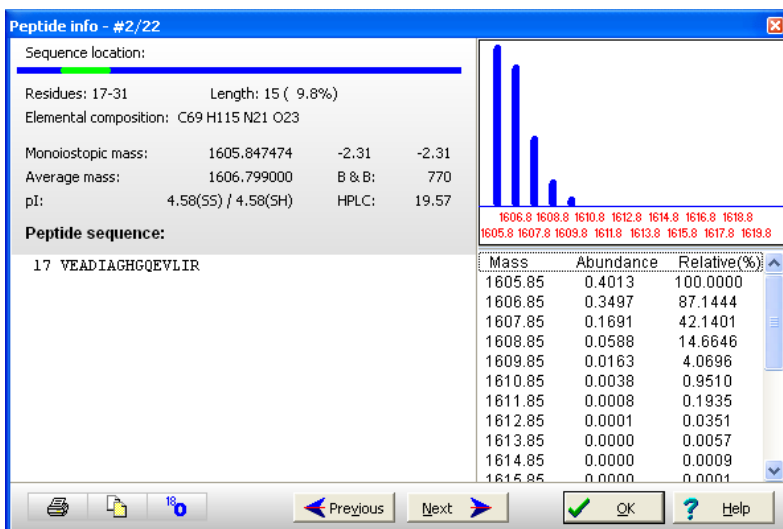 Peptide info - #2/22
Sequence location:
Residues: 17-31 Length: 15 ( 9.8%)
Elemental composition: C69 H115 N21 O23
Monoiostopic mass: 1605.847474 -2.31 -2.31
Average mass: 1606.799000 B & B: 770
pI: 4.58(SS) / 4.58(SH) HPLC: 19.57
Peptide sequence:
17 VEADIAGHGQEVLIR
1606.8 1608.8 1610.8 1612.8 1614.8 1616.8 1618.8
1605.8 1607.8 1609.8 1611.8 1613.8 1615.8 1617.8 1619.8
Mass Abundance Relative(%)
1605.85 0.4013 100.0000
1606.85 0.3497 87.1444
1607.85 0.1691 42.1401
1608.85 0.0588 14.6646
1609.85 0.0163 4.0696
1610.85 0.0038 0.9510
1611.85 0.0008 0.1935
1612.85 0.0001 0.0351
1613.85 0.0000 0.0057
1614.85 0.0000 0.0009
1615.85 0.0000 0.0001
18O
Previous Next OK ? Help